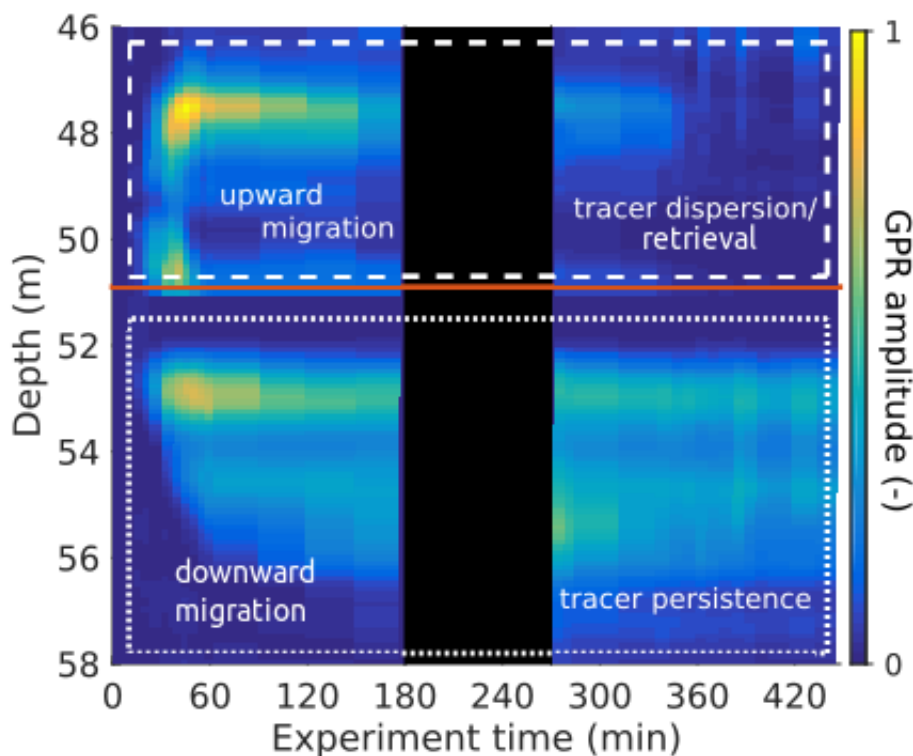 46
48
50
52
54
56
58
Depth (m)
0
60
120
180
240
300
360
420
Experiment time (min)
upward
migration
tracer dispersion/
retrieval
downward
migration
tracer persistence
1
0
GPR amplitude (-)